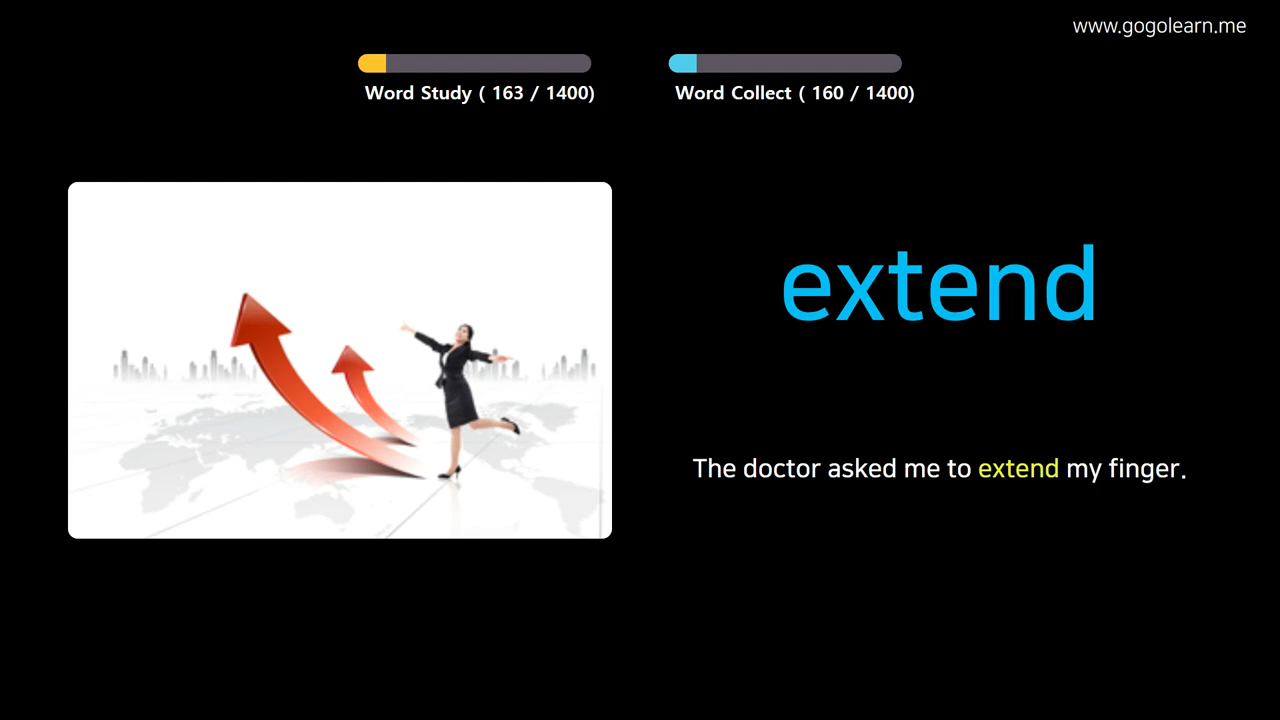 www.gogolearn.me
Word Study ( 163 / 1400)
Word Collect ( 160 / 1400)
extend
The doctor asked me to extend my finger.